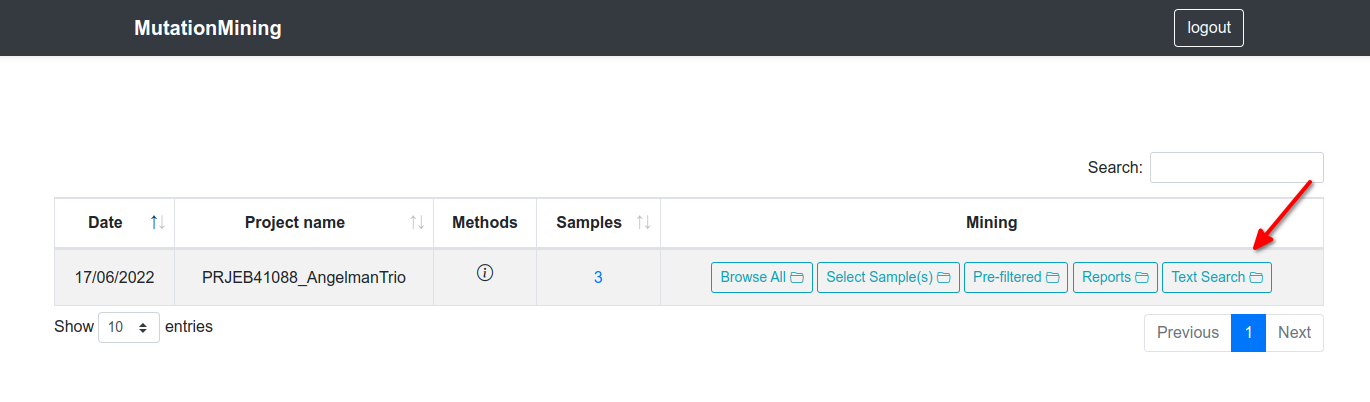 MutationMining logout
Search:
Date Project name Methods Samples Mining
17/06/2022 PRJEB41088_AngelmanTrio 3 Browse All Select Sample(s) Pre-filtered Reports Text Search
Show 10 entries Previous 1 Next